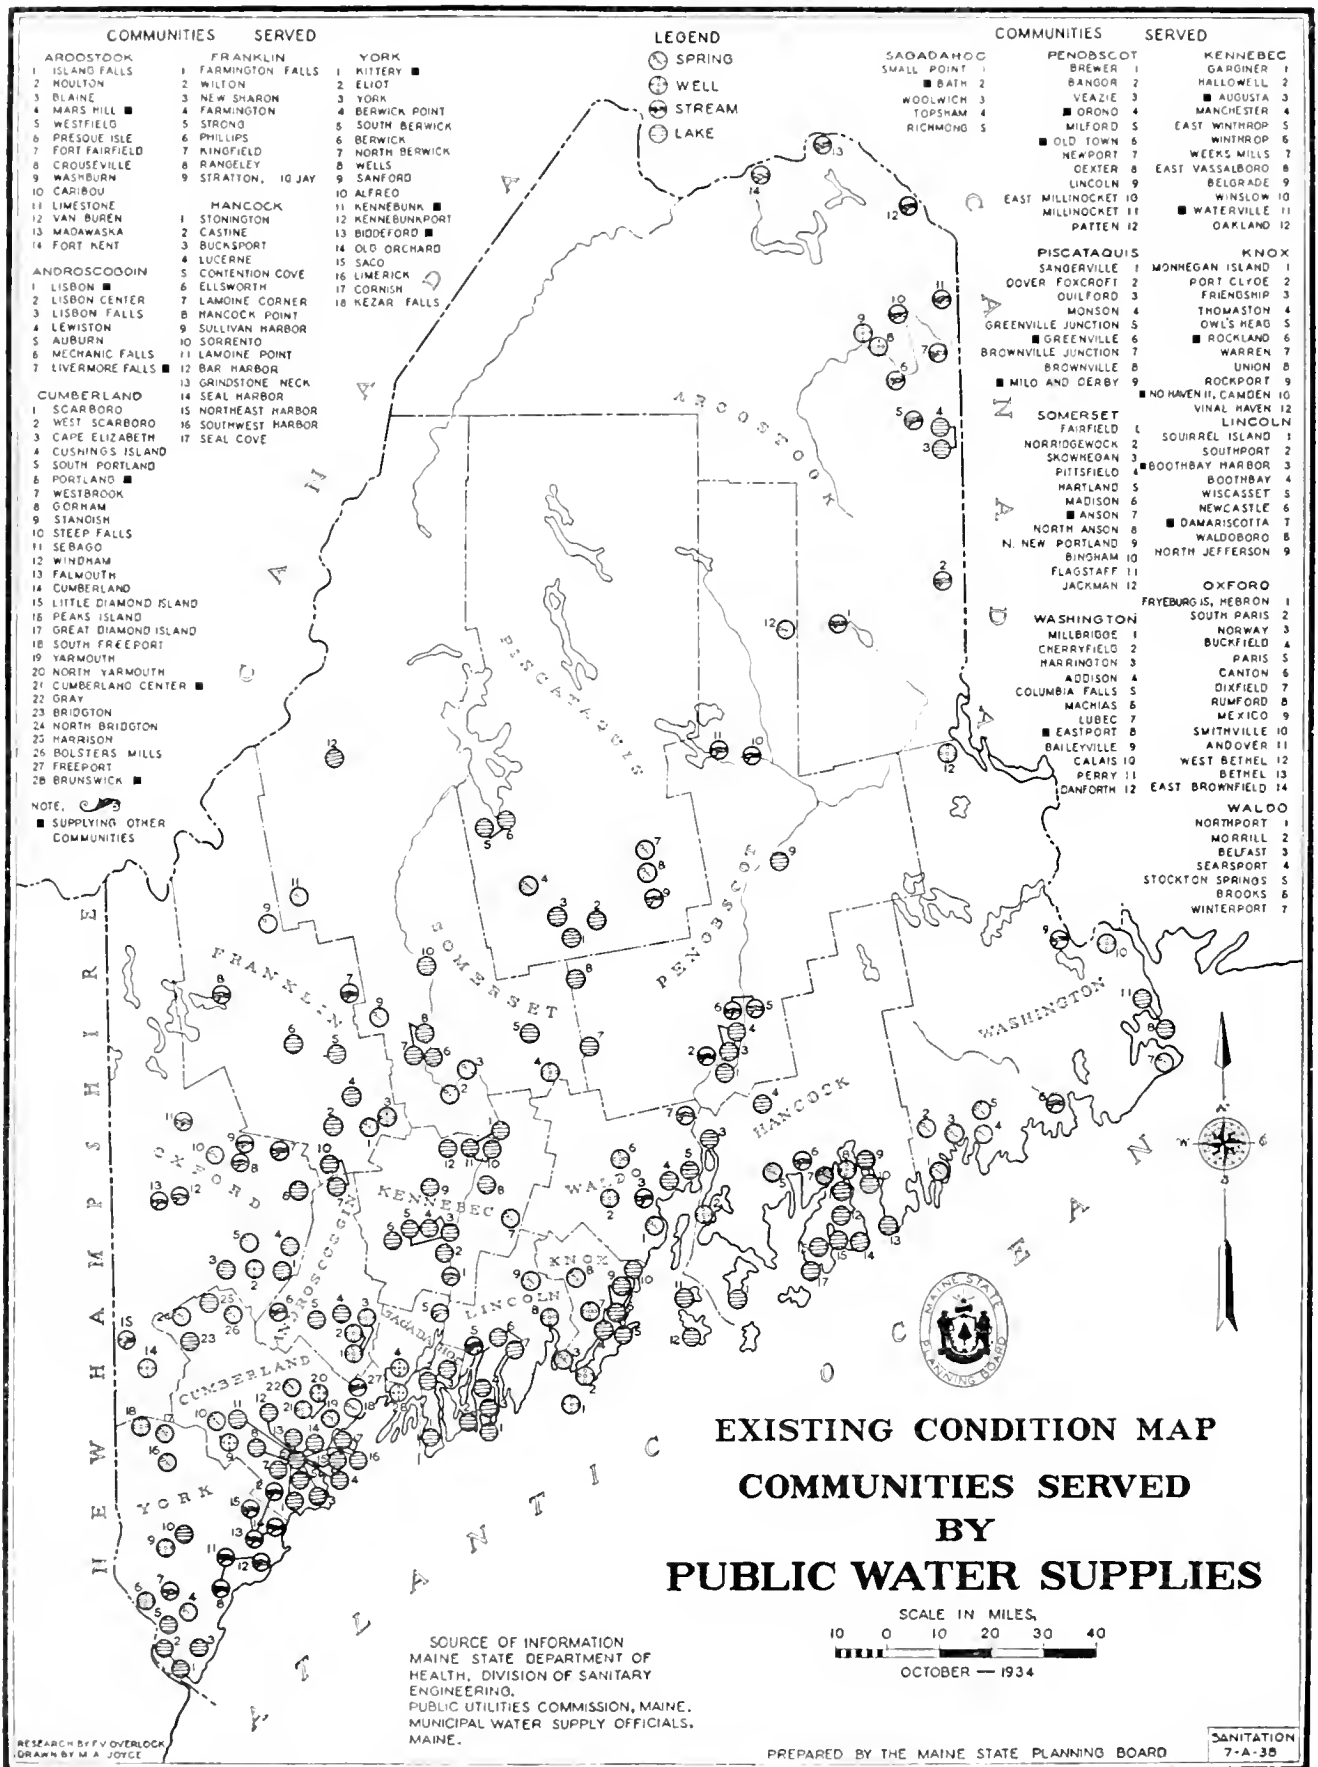 COMMUNITIES SERVED
AROOSTOOK
1 ISLAND FALLS
2 HOULTON
3 BLAINE
4 MARS HILL ■
5 WESTFIELD
6 PRESQUE ISLE
7 FORT FAIRFIELD
8 CROUSEVILLE
9 WASHBURN
10 CARIBOU
11 LIMESTONE
12 VAN BUREN
13 MADAWASKA
14 FORT KENT
ANDROSCOGGIN
1 LISBON ■
2 LISBON CENTER
3 LISBON FALLS
4 LEWISTON
5 AUBURN
6 MECHANIC FALLS
7 LIVERMORE FALLS ■
CUMBERLAND
1 SCARBORO
2 WEST SCARBORO
3 CAPE ELIZABETH
4 CUSHINGS ISLAND
5 SOUTH PORTLAND
6 PORTLAND ■
7 WESTBROOK
8 GORHAM
9 STANDISH
10 STEEP FALLS
11 SEBAGO
12 WINDHAM
13 FALMOUTH
14 CUMBERLAND
15 LITTLE DIAMOND ISLAND
16 PEAKS ISLAND
17 GREAT DIAMOND ISLAND
18 SOUTH FREEPORT
19 YARMOUTH
20 NORTH YARMOUTH
21 CUMBERLAND CENTER ■
22 GRAY
23 BRIDGTON
24 NORTH BRIDGTON
25 HARRISON
26 BOLSTERS MILLS
27 FREEPORT
28 BRUNSWICK ■
NOTE,
■ SUPPLYING OTHER
COMMUNITIES
FRANKLIN
1 FARMINGTON FALLS
2 WILTON
3 NEW SHARON
4 FARMINGTON
5 STRONG
6 PHILLIPS
7 KINGFIELD
8 RANGELEY
9 STRATTON, 10 JAY
HANCOCK
1 STONINGTON
2 CASTINE
3 BUCKSPORT
4 LUCERNE
5 CONTENTION COVE
6 ELLSWORTH
7 LAMOINE CORNER
8 HANCOCK POINT
9 SULLIVAN HARBOR
10 SORRENTO
11 LAMOINE POINT
12 BAR HARBOR
13 GRINDSTONE NECK
14 SEAL HARBOR
15 NORTHEAST HARBOR
16 SOUTHWEST HARBOR
17 SEAL COVE
YORK
1 KITTERY ■
2 ELIOT
3 YORK
4 BERWICK POINT
5 SOUTH BERWICK
6 BERWICK
7 NORTH BERWICK
8 WELLS
9 SANFORD
10 ALFRED
11 KENNEBUNK ■
12 KENNEBUNKPORT
13 BIDDEFORD ■
14 OLD ORCHARD
15 SACO
16 LIMERICK
17 CORNISH
18 KEZAR FALLS
LEGEND
SPRING
WELL
STREAM
LAKE
COMMUNITIES SERVED
SAGADAHOC
SMALL POINT 1
■ BATH 2
WOOLWICH 3
TOPSHAM 4
RICHMOND 5
PENOBSCOT
BREWER 1
BANGOR 2
VEAZIE 3
■ ORONO 4
MILFORD 5
■ OLD TOWN 6
NEWPORT 7
DEXTER 8
LINCOLN 9
EAST MILLINOCKET 10
MILLINOCKET 11
PATTEN 12
KENNEBEC
GARDINER 1
HALLOWELL 2
■ AUGUSTA 3
MANCHESTER 4
EAST WINTHROP 5
WINTHROP 6
WEEKS MILLS 7
EAST VASSALBORO 8
BELGRADE 9
WINSLOW 10
■ WATERVILLE 11
OAKLAND 12
PISCATAQUIS
SANGERVILLE 1
DOVER FOXCROFT 2
GUILFORD 3
MONSON 4
GREENVILLE JUNCTION 5
■ GREENVILLE 6
BROWNVILLE JUNCTION 7
BROWNVILLE 8
■ MILO AND DERBY 9
KNOX
MONHEGAN ISLAND 1
PORT CLYDE 2
FRIENDSHIP 3
THOMASTON 4
OWL'S HEAD 5
■ ROCKLAND 6
WARREN 7
UNION 8
ROCKPORT 9
■ NO HAVEN 11, CAMDEN 10
VINAL HAVEN 12
SOMERSET
FAIRFIELD 1
NORRIDGEWOCK 2
SKOWHEGAN 3
PITTSFIELD 4
HARTLAND 5
MADISON 6
■ ANSON 7
NORTH ANSON 8
N. NEW PORTLAND 9
BINGHAM 10
FLAGSTAFF 11
JACKMAN 12
LINCOLN
SQUIRREL ISLAND 1
SOUTHPORT 2
■ BOOTHBAY HARBOR 3
BOOTHBAY 4
WISCASSET 5
NEWCASTLE 6
■ DAMARISCOTTA 7
WALDOBORO 8
NORTH JEFFERSON 9
WASHINGTON
MILLBRIDGE 1
CHERRYFIELD 2
HARRINGTON 3
ADDISON 4
COLUMBIA FALLS 5
MACHIAS 6
LUBEC 7
■ EASTPORT 8
BAILEYVILLE 9
CALAIS 10
PERRY 11
DANFORTH 12
OXFORD
FRYEBURG 15, HEBRON 1
SOUTH PARIS 2
NORWAY 3
BUCKFIELD 4
PARIS 5
CANTON 6
DIXFIELD 7
RUMFORD 8
MEXICO 9
SMITHVILLE 10
ANDOVER 11
WEST BETHEL 12
BETHEL 13
EAST BROWNFIELD 14
WALDO
NORTHPORT 1
MORRILL 2
BELFAST 3
SEARSPORT 4
STOCKTON SPRINGS 5
BROOKS 6
WINTERPORT 7
CANADA
CANADA
NEW HAMPSHIRE
ATLANTIC OCEAN
AROOSTOOK
PISCATAQUIS
PENOBSCOT
SOMERSET
FRANKLIN
WASHINGTON
HANCOCK
OXFORD
KENNEBEC
WALDO
KNOX
LINCOLN
ANDROSCOGGIN
SAGADAHOC
CUMBERLAND
YORK
N
W E
S
MAINE STATE
PLANNING BOARD
EXISTING CONDITION MAP
COMMUNITIES SERVED
BY
PUBLIC WATER SUPPLIES
SCALE IN MILES,
10 0 10 20 30 40
OCTOBER — 1934
SOURCE OF INFORMATION
MAINE STATE DEPARTMENT OF
HEALTH, DIVISION OF SANITARY
ENGINEERING.
PUBLIC UTILITIES COMMISSION, MAINE.
MUNICIPAL WATER SUPPLY OFFICIALS,
MAINE.
RESEARCH BY F V OVERLOCK
DRAWN BY M A JOYCE
PREPARED BY THE MAINE STATE PLANNING BOARD
SANITATION
7-A-38